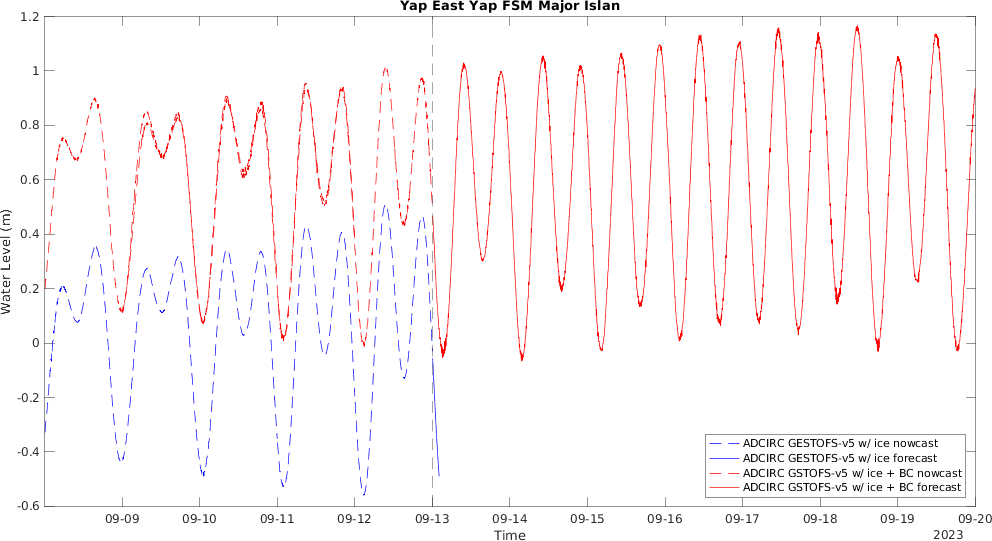 Yap East Yap FSM Major Islan
1.2
1
0.8
0.6
0.4
0.2
0
-0.2
-0.4
-0.6
Water Level (m)
ADCIRC GESTOFS-v5 w/ ice nowcast
ADCIRC GESTOFS-v5 w/ ice forecast
ADCIRC GSTOFS-v5 w/ ice + BC nowcast
ADCIRC GSTOFS-v5 w/ ice + BC forecast
09-09 09-10 09-11 09-12 09-13 09-14 09-15 09-16 09-17 09-18 09-19 09-20
Time
2023